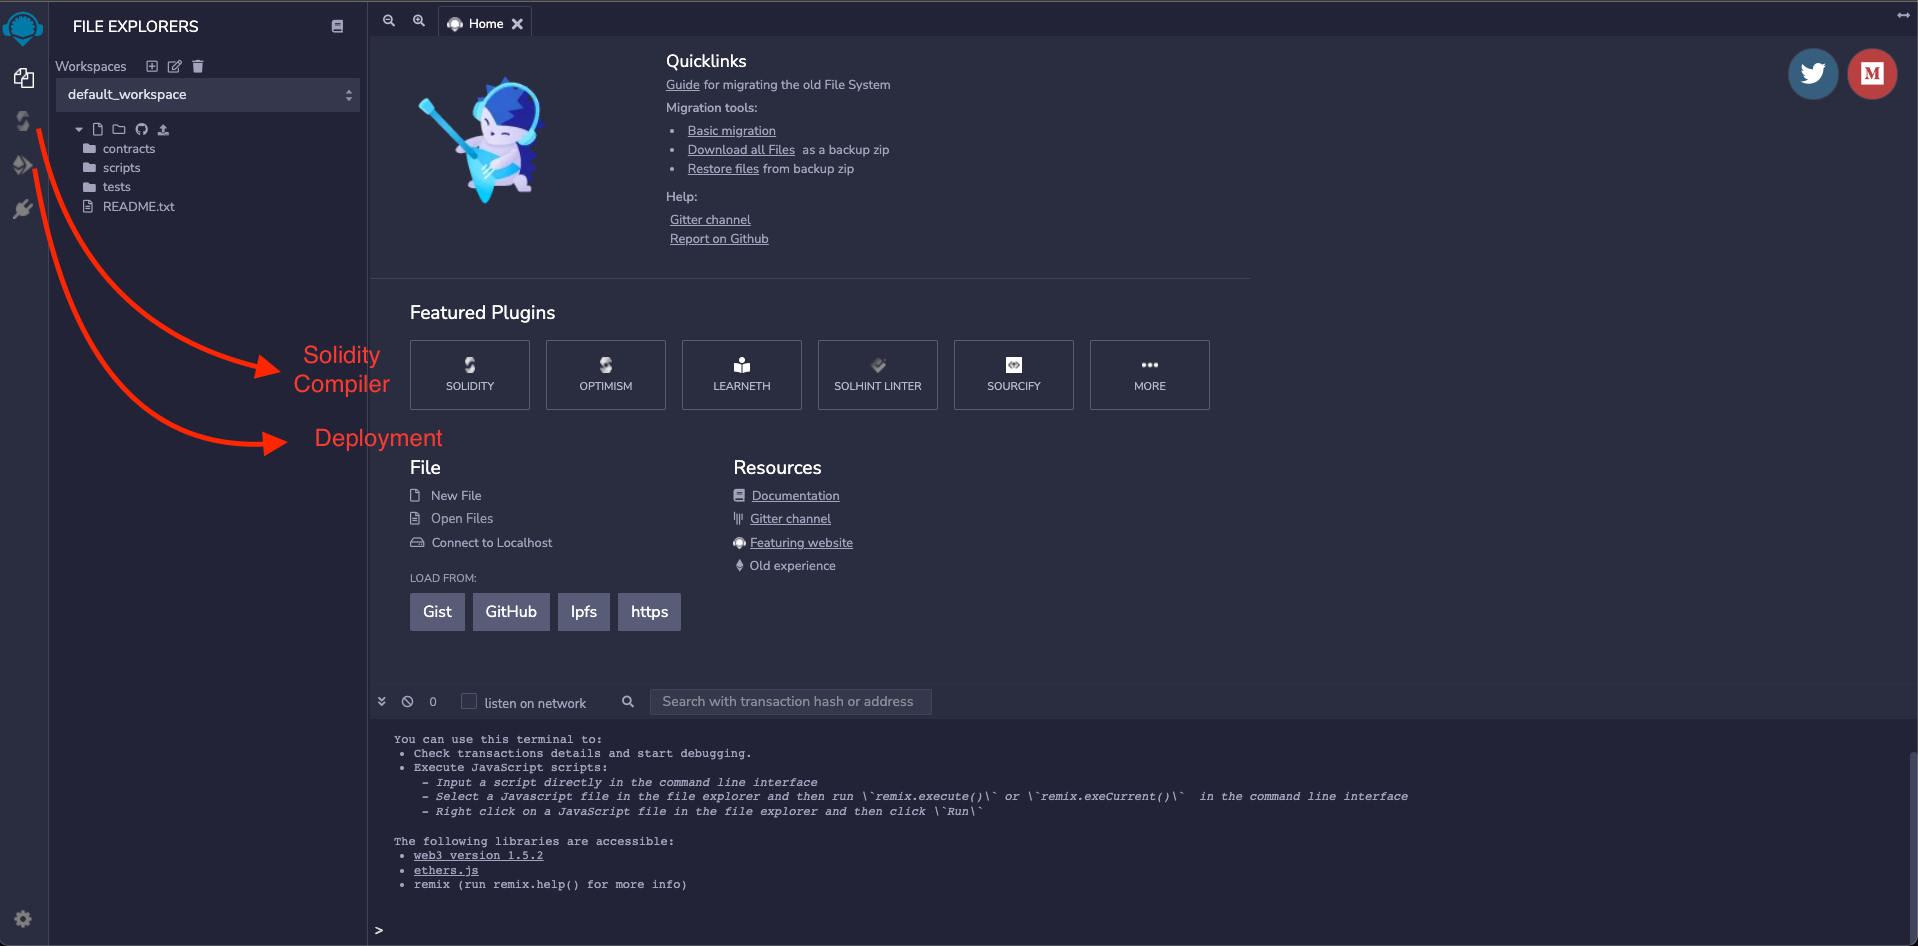 FILE EXPLORERS
Home
Workspaces
default_workspace
contracts
scripts
tests
README.txt
Solidity
Compiler
Deployment
Quicklinks
Guide for migrating the old File System
Migration tools:
Basic migration
Download all Files as a backup zip
Restore files from backup zip
Help:
Gitter channel
Report on Github
M
Featured Plugins
SOLIDITY
OPTIMISM
LEARNETH
SOLHINT LINTER
SOURCIFY
MORE
File
New File
Open Files
Connect to Localhost
LOAD FROM:
Gist GitHub Ipfs https
Resources
Documentation
Gitter channel
Featuring website
Old experience
0 listen on network Search with transaction hash or address
You can use this terminal to:
• Check transactions details and start debugging.
• Execute JavaScript scripts:
- Input a script directly in the command line interface
- Select a Javascript file in the file explorer and then run \`remix.execute()\` or \`remix.exeCurrent()\` in the command line interface
- Right click on a JavaScript file in the file explorer and then click \`Run\`
The following libraries are accessible:
• web3 version 1.5.2
• ethers.js
• remix (run remix.help() for more info)
>